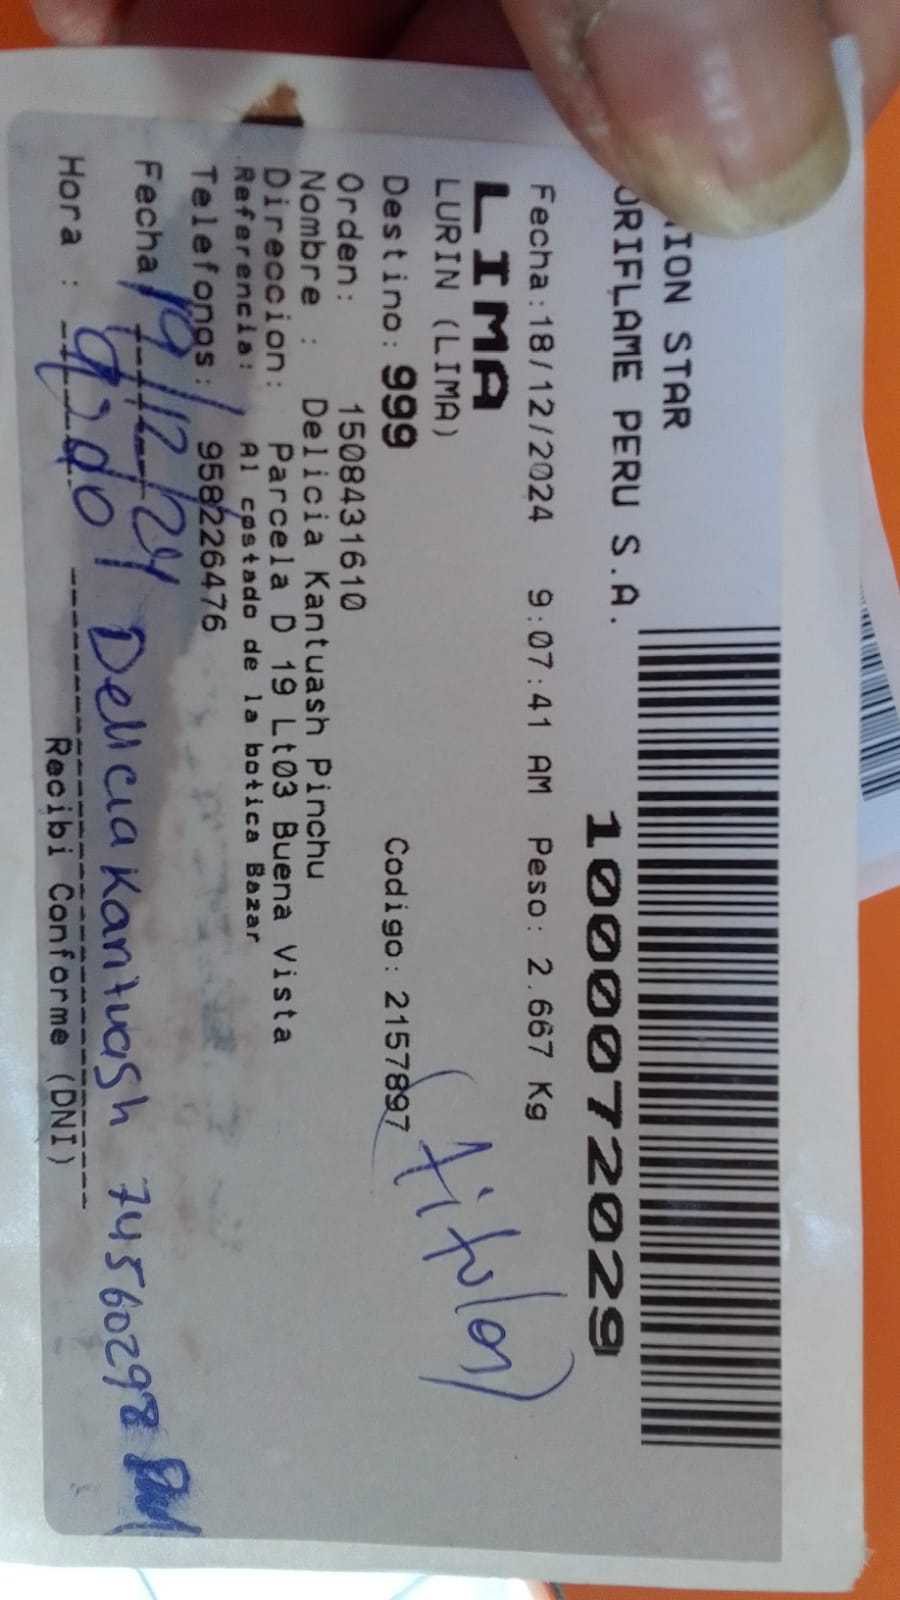 ION STAR
ORIFLAME PERU S.A.
1000072029
Fecha:18/12/2024 9:07:41 AM Peso: 2.667 Kg
LIMA
LURIN (LIMA)
(titular)
Destino: 999 Codigo: 2157897
Orden: 1508431610
Nombre : Delicia Kantuash Pinchu
Direccion: Parcela D 19 Lt03 Buena Vista
Referencia: Al costado de la botica Bazar
Telefonos: 958226476
Fecha 19/12/24 Delicia Kantuash 74560298
Hora :
Recibi Conforme (DNI)